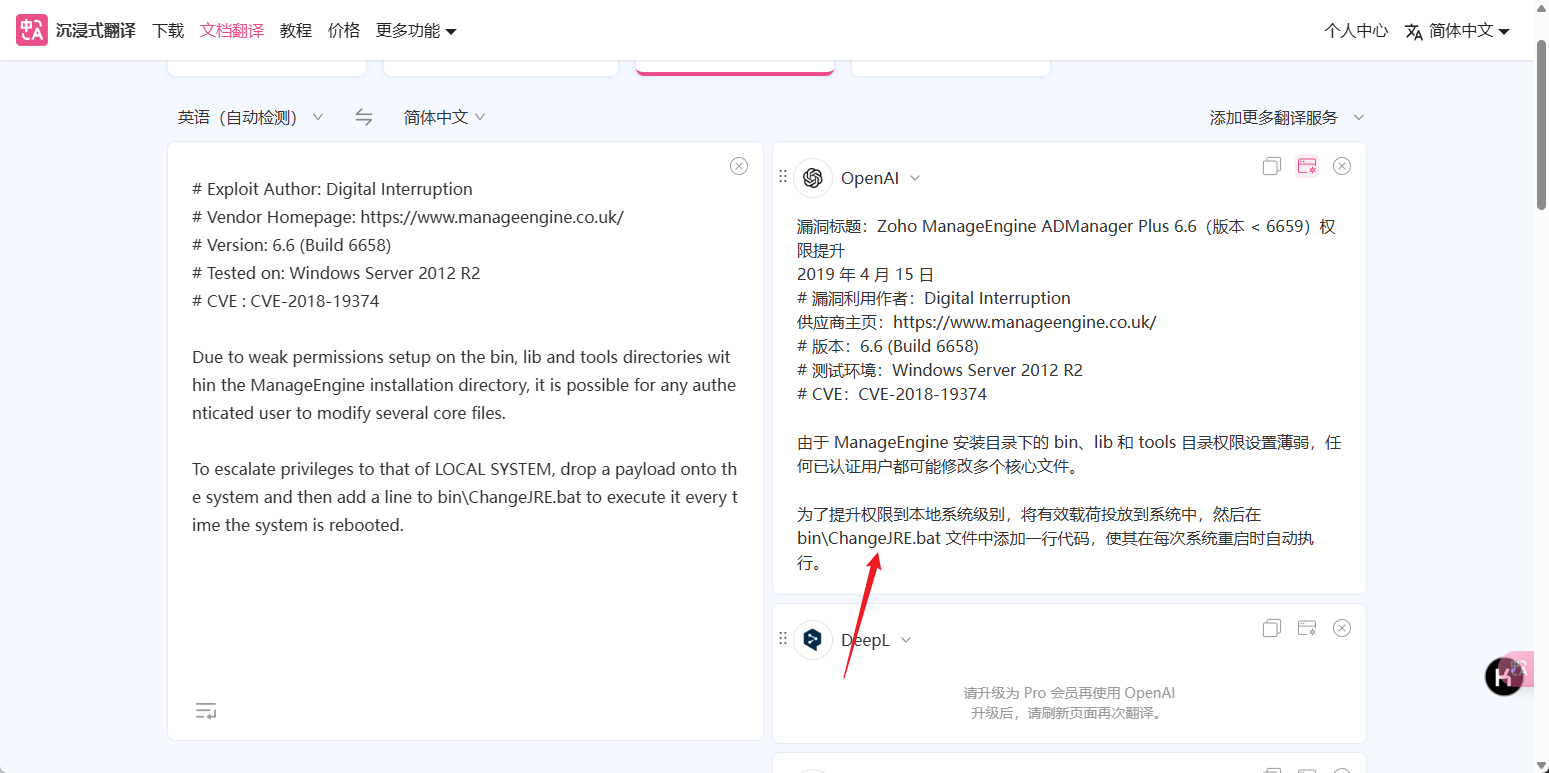 沉浸式翻译 下载 文档翻译 教程 价格 更多功能 个人中心 简体中文
英语（自动检测） 简体中文 添加更多翻译服务
# Exploit Author: Digital Interruption
# Vendor Homepage: https://www.manageengine.co.uk/
# Version: 6.6 (Build 6658)
# Tested on: Windows Server 2012 R2
# CVE : CVE-2018-19374
Due to weak permissions setup on the bin, lib and tools directories wit
hin the ManageEngine installation directory, it is possible for any authe
nticated user to modify several core files.
To escalate privileges to that of LOCAL SYSTEM, drop a payload onto th
e system and then add a line to bin\ChangeJRE.bat to execute it every t
ime the system is rebooted.
OpenAI
漏洞标题：Zoho ManageEngine ADManager Plus 6.6（版本 < 6659）权
限提升
2019 年 4 月 15 日
# 漏洞利用作者：Digital Interruption
供应商主页：https://www.manageengine.co.uk/
# 版本：6.6 (Build 6658)
# 测试环境：Windows Server 2012 R2
# CVE：CVE-2018-19374
由于 ManageEngine 安装目录下的 bin、lib 和 tools 目录权限设置薄弱，任
何已认证用户都可能修改多个核心文件。
为了提升权限到本地系统级别，将有效载荷投放到系统中，然后在
bin\ChangeJRE.bat 文件中添加一行代码，使其在每次系统重启时自动执
行。
DeepL
请升级为 Pro 会员再使用 OpenAI
升级后，请刷新页面再次翻译。